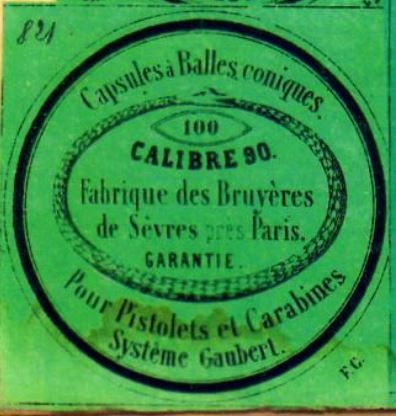 821
Capsules à Balles coniques.
100
CALIBRE 90.
Fabrique des Bruyères
de Sèvres près Paris.
GARANTIE.
Pour Pistolets et Carabines
Système Gaubert.
F.C.